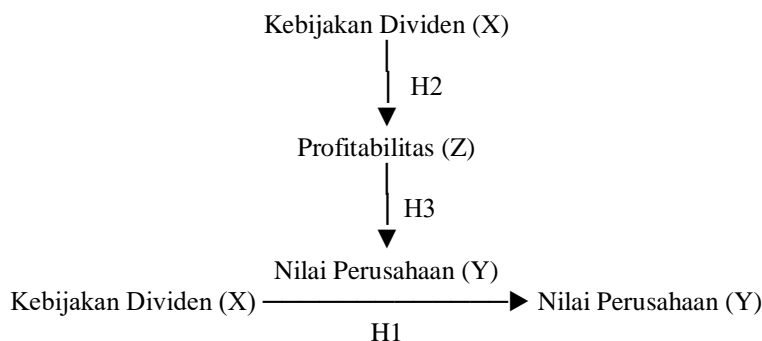 Kebijakan Dividen (X)
H2
Profitabilitas (Z)
H3
Nilai Perusahaan (Y)
Kebijakan Dividen (X) Nilai Perusahaan (Y)
H1